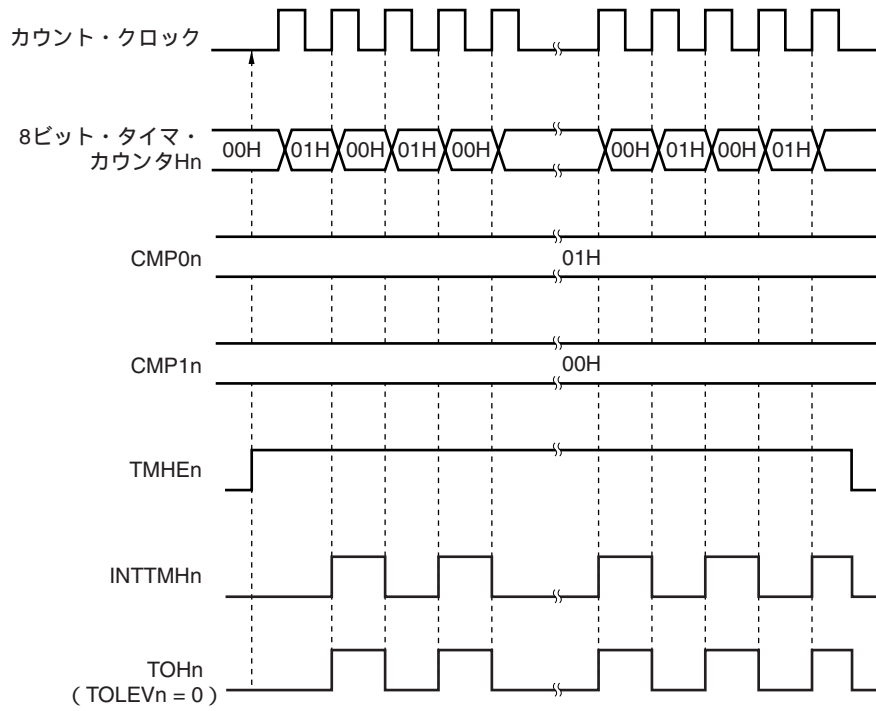 カウント・クロック
8ビット・タイマ・
カウンタHn
00H 01H 00H 01H 00H 00H 01H 00H 01H
CMP0n
01H
CMP1n
00H
TMHEn
INTTMHn
TOHn
( TOLEVn = 0 )